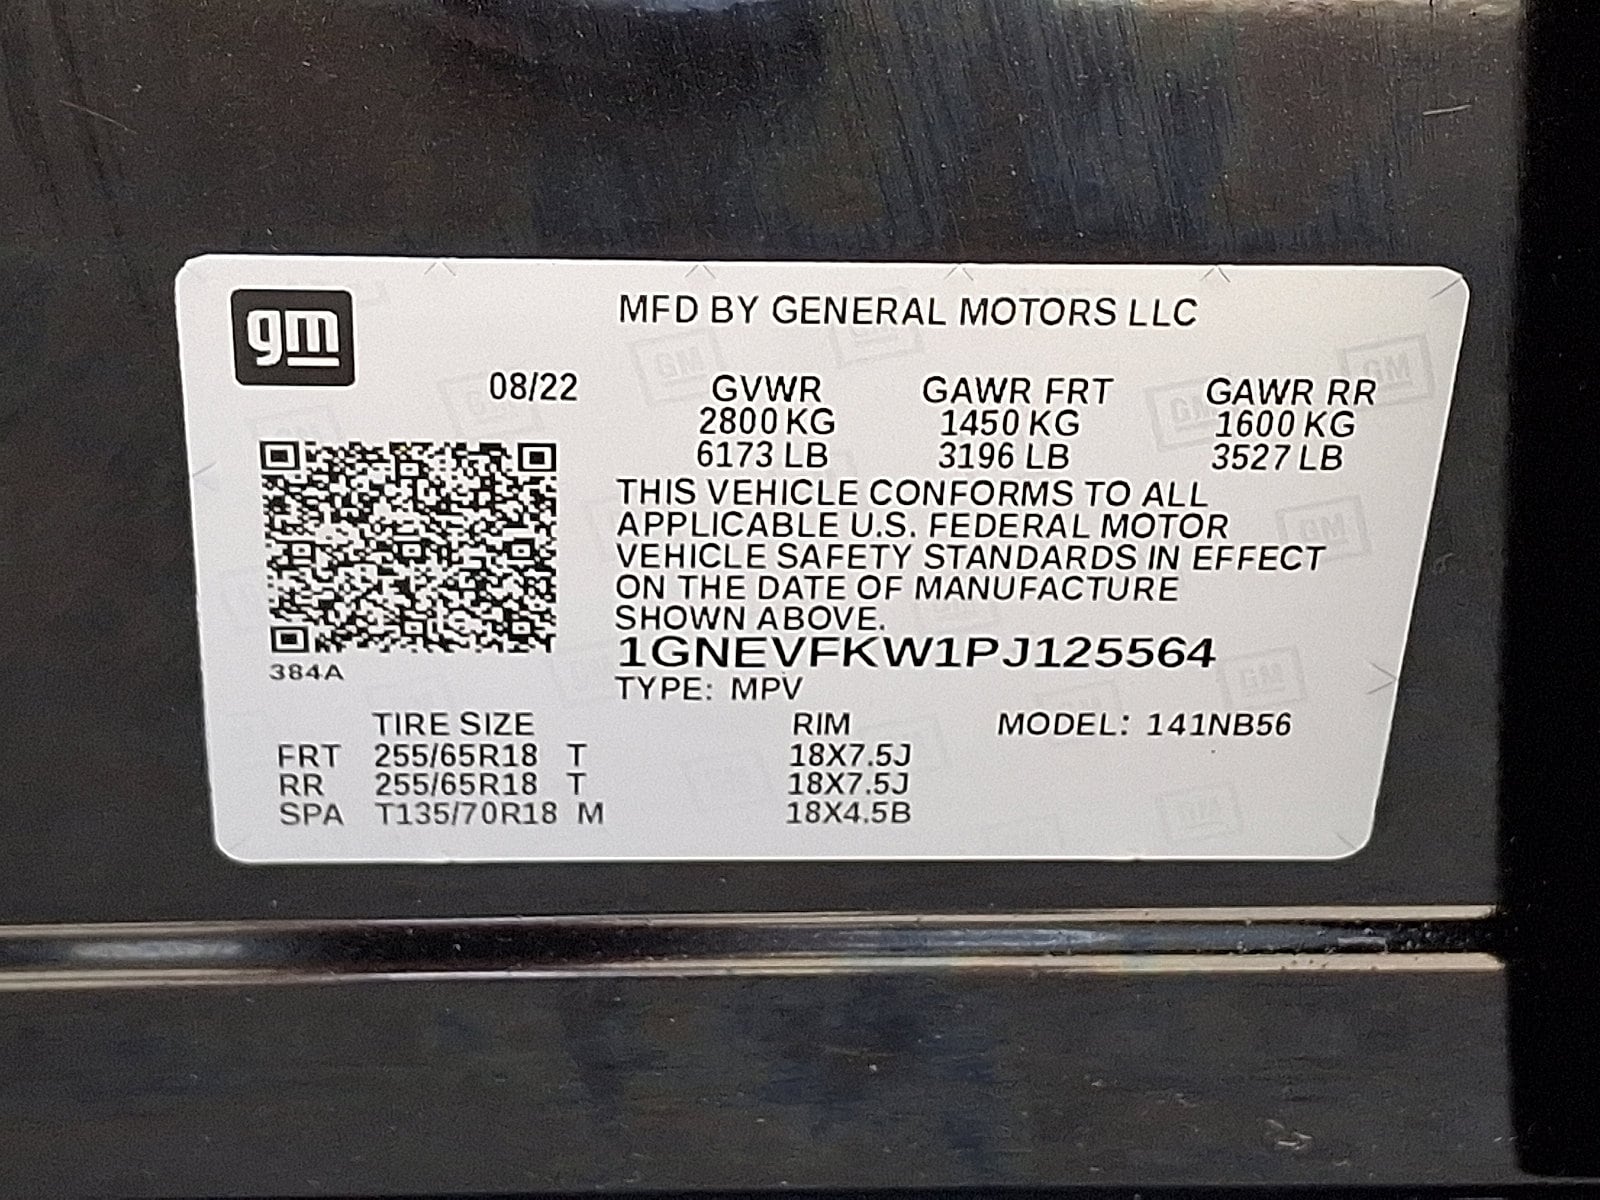 gm
MFD BY GENERAL MOTORS LLC
08/22 GVWR GAWR FRT GAWR RR
2800 KG 1450 KG 1600 KG
6173 LB 3196 LB 3527 LB
THIS VEHICLE CONFORMS TO ALL
APPLICABLE U.S. FEDERAL MOTOR
VEHICLE SAFETY STANDARDS IN EFFECT
ON THE DATE OF MANUFACTURE
SHOWN ABOVE.
1GNEVFKW1PJ125564
384A
TYPE: MPV
TIRE SIZE RIM MODEL: 141NB56
FRT 255/65R18 T 18X7.5J
RR 255/65R18 T 18X7.5J
SPA T135/70R18 M 18X4.5B